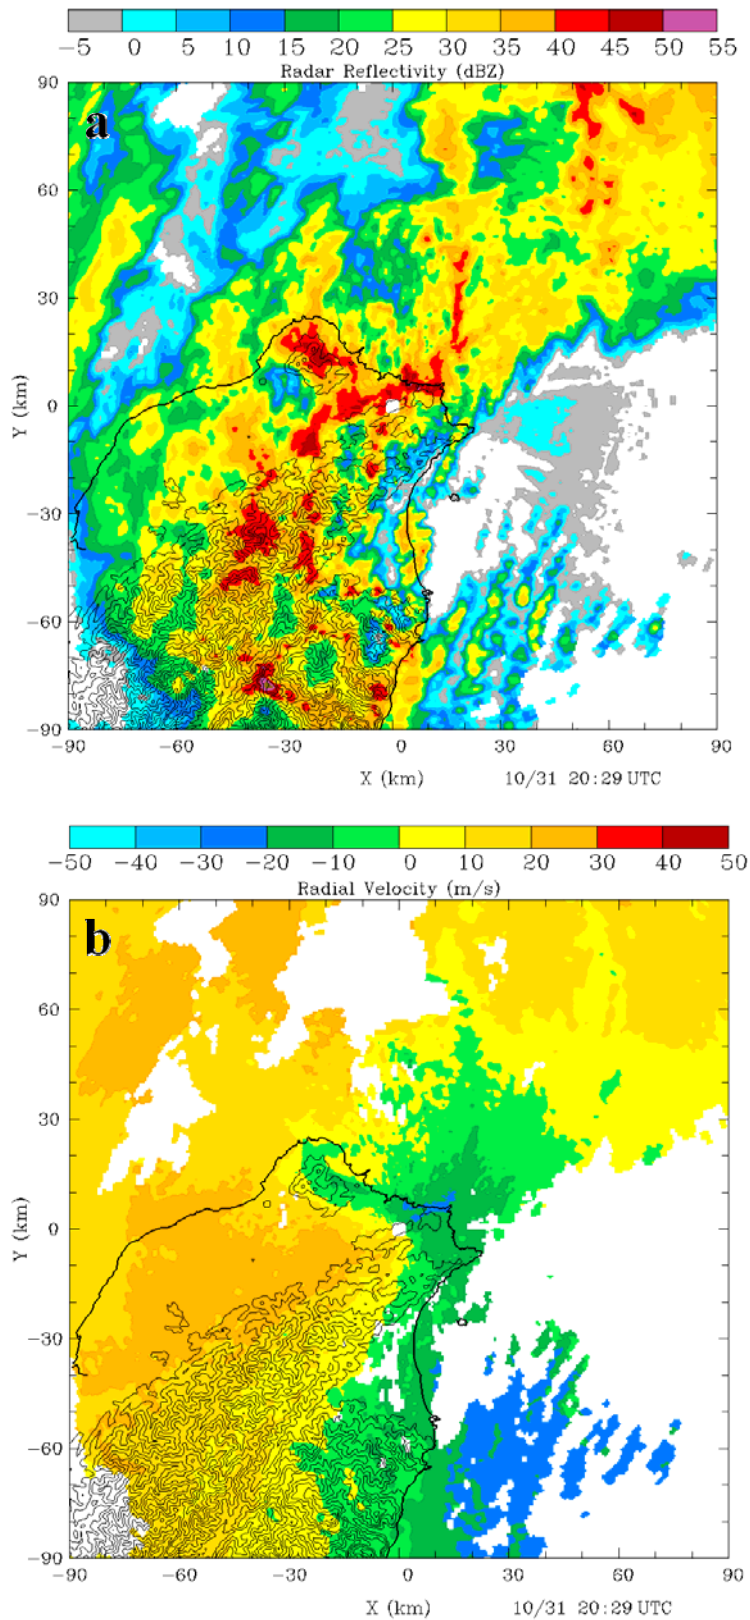 −5 0 5 10 15 20 25 30 35 40 45 50 55
Radar Reflectivity (dBZ)
a
90
60
30
0
−30
−60
−90
Y (km)
−90 −60 −30 0 30 60 90
X (km) 10/31 20:29 UTC
−50 −40 −30 −20 −10 0 10 20 30 40 50
Radial Velocity (m/s)
b
90
60
30
0
−30
−60
−90
Y (km)
−90 −60 −30 0 30 60 90
X (km) 10/31 20:29 UTC